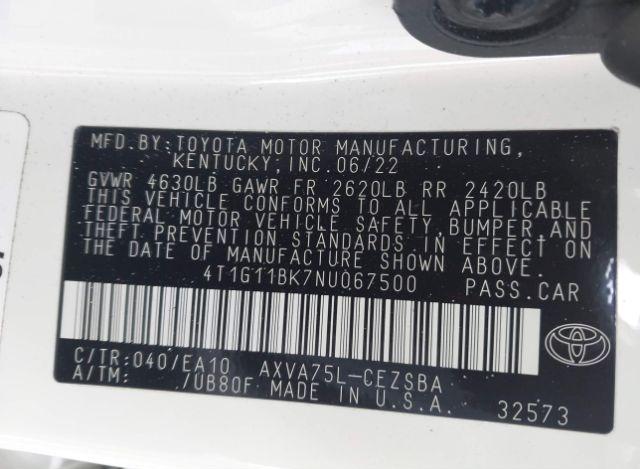 MFD.BY:TOYOTA MOTOR MANUFACTURING,
KENTUCKY,INC.06/22
GVWR 4630LB GAWR FR 2620LB RR 2420LB
THIS VEHICLE CONFORMS TO ALL APPLICABLE
FEDERAL MOTOR VEHICLE SAFETY,BUMPER,AND
THEFT PREVENTION STANDARDS IN EFFECT ON
THE DATE OF MANUFACTURE SHOWN ABOVE.
4T1G11BK7NU067500 PASS.CAR
C/TR:040/EA10 AXVA75L-CEZSBA
A/TM: /UB80F MADE IN U.S.A. 32573